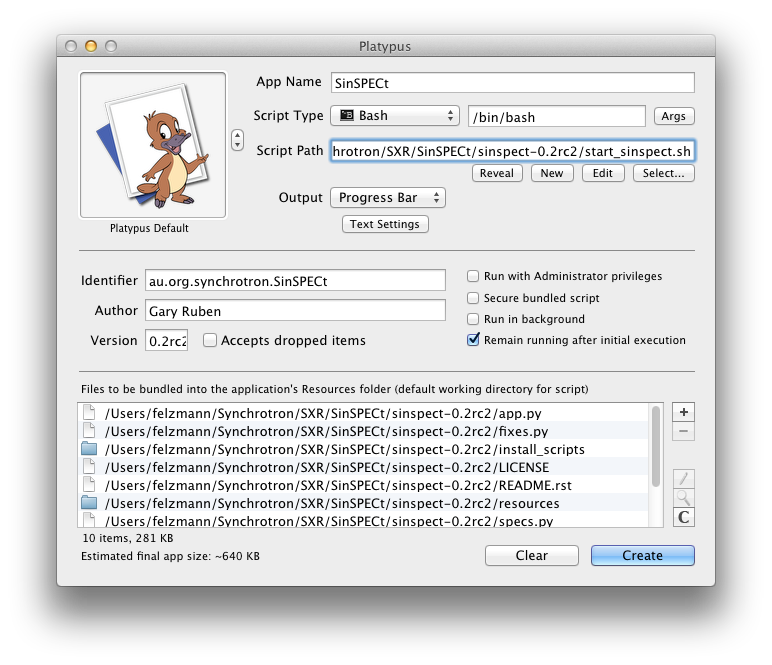 Platypus
App Name SinSPECt
Script Type Bash /bin/bash Args
Script Path hrotron/SXR/SinSPECt/sinspect-0.2rc2/start_sinspect.sh
Reveal New Edit Select...
Output Progress Bar
Text Settings
Platypus Default
Identifier au.org.synchrotron.SinSPECt
Author Gary Ruben
Version 0.2rc2 Accepts dropped items
Run with Administrator privileges
Secure bundled script
Run in background
Remain running after initial execution
Files to be bundled into the application's Resources folder (default working directory for script)
/Users/felzmann/Synchrotron/SXR/SinSPECt/sinspect-0.2rc2/app.py
/Users/felzmann/Synchrotron/SXR/SinSPECt/sinspect-0.2rc2/fixes.py
/Users/felzmann/Synchrotron/SXR/SinSPECt/sinspect-0.2rc2/install_scripts
/Users/felzmann/Synchrotron/SXR/SinSPECt/sinspect-0.2rc2/LICENSE
/Users/felzmann/Synchrotron/SXR/SinSPECt/sinspect-0.2rc2/README.rst
/Users/felzmann/Synchrotron/SXR/SinSPECt/sinspect-0.2rc2/resources
/Users/felzmann/Synchrotron/SXR/SinSPECt/sinspect-0.2rc2/specs.py
+
−
C
10 items, 281 KB
Estimated final app size: ~640 KB
Clear Create